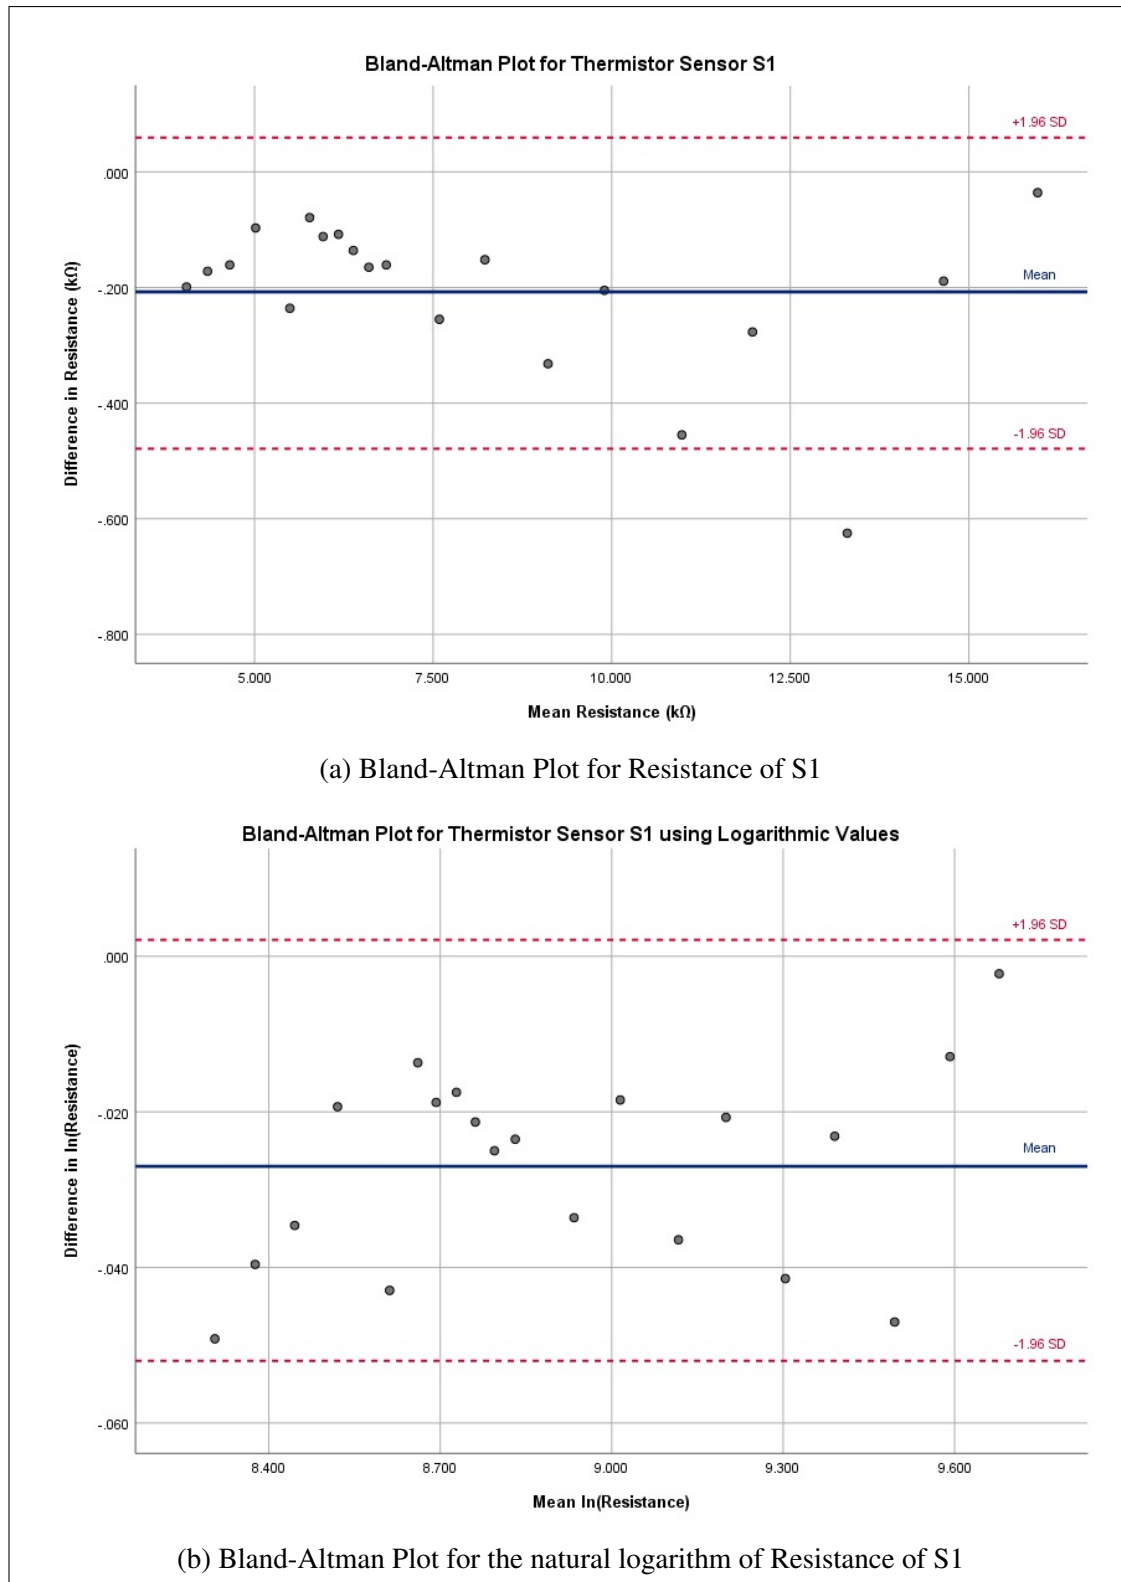 Bland-Altman Plot for Thermistor Sensor S1
+1.96 SD
.000
Mean
-.200
Difference in Resistance (kΩ)
-.400
-1.96 SD
-.600
-.800
5.000 7.500 10.000 12.500 15.000
Mean Resistance (kΩ)
(a) Bland-Altman Plot for Resistance of S1
Bland-Altman Plot for Thermistor Sensor S1 using Logarithmic Values
+1.96 SD
.000
-.020
Difference in ln(Resistance)
Mean
-.040
-1.96 SD
-.060
8.400 8.700 9.000 9.300 9.600
Mean ln(Resistance)
(b) Bland-Altman Plot for the natural logarithm of Resistance of S1